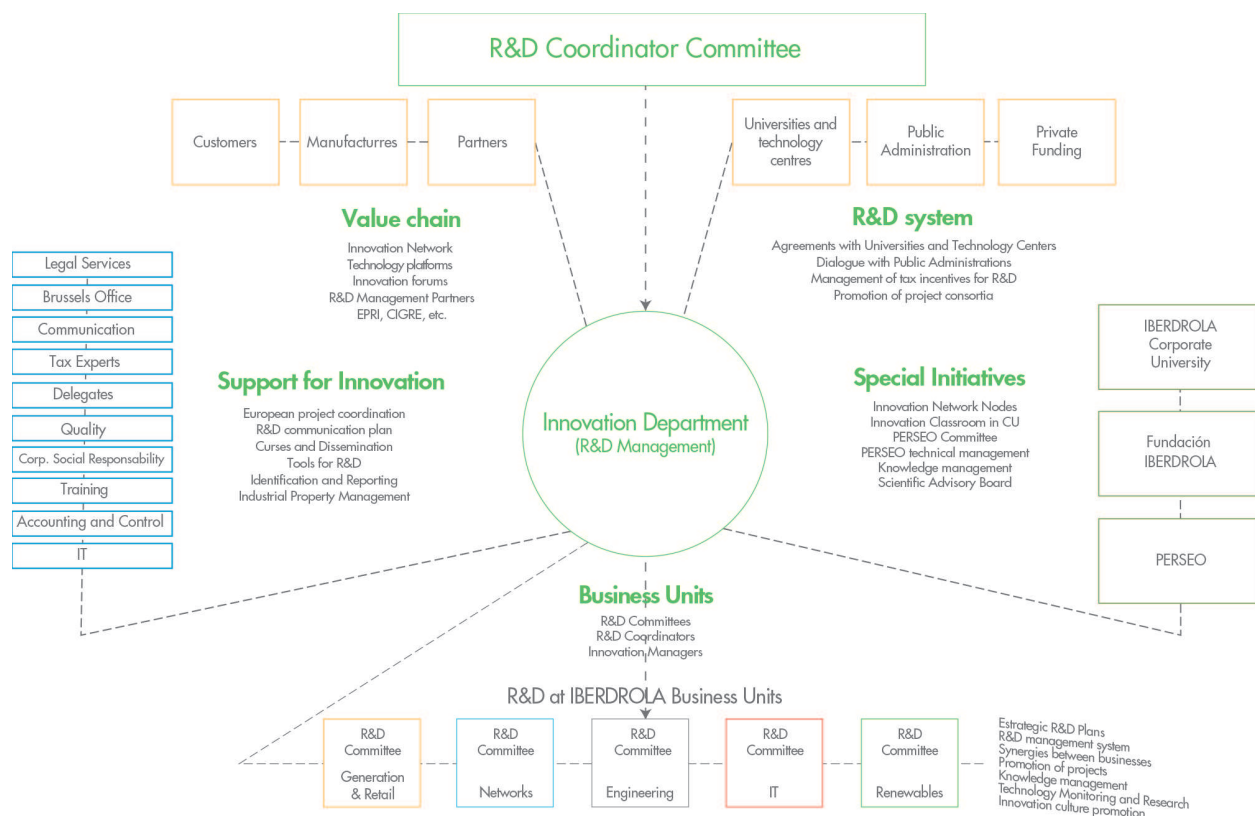 R&D Coordinator Committee
Customers
Manufacturres
Partners
Universities and
technology
centres
Public
Administration
Private
Funding
Value chain
Innovation Network
Technology platforms
Innovation forums
R&D Management Partners
EPRI, CIGRE, etc.
R&D system
Agreements with Universities and Technology Centers
Dialogue with Public Administrations
Management of tax incentives for R&D
Promotion of project consortia
Legal Services
Brussels Office
Communication
Tax Experts
Delegates
Quality
Corp. Social Responsability
Training
Accounting and Control
IT
Support for Innovation
European project coordination
R&D communication plan
Curses and Dissemination
Tools for R&D
Identification and Reporting
Industrial Property Management
Innovation Department
(R&D Management)
Special Initiatives
Innovation Network Nodes
Innovation Classroom in CU
PERSEO Committee
PERSEO technical management
Knowledge management
Scientific Advisory Board
IBERDROLA
Corporate
University
Fundación
IBERDROLA
PERSEO
Business Units
R&D Committees
R&D Coordinators
Innovation Managers
R&D at IBERDROLA Business Units
R&D
Committee
Generation
& Retail
R&D
Committee
Networks
R&D
Committee
Engineering
R&D
Committee
IT
R&D
Committee
Renewables
Estrategic R&D Plans
R&D management system
Synergies between businesses
Promotion of projects
Knowledge management
Technology Monitoring and Research
Innovation culture promotion